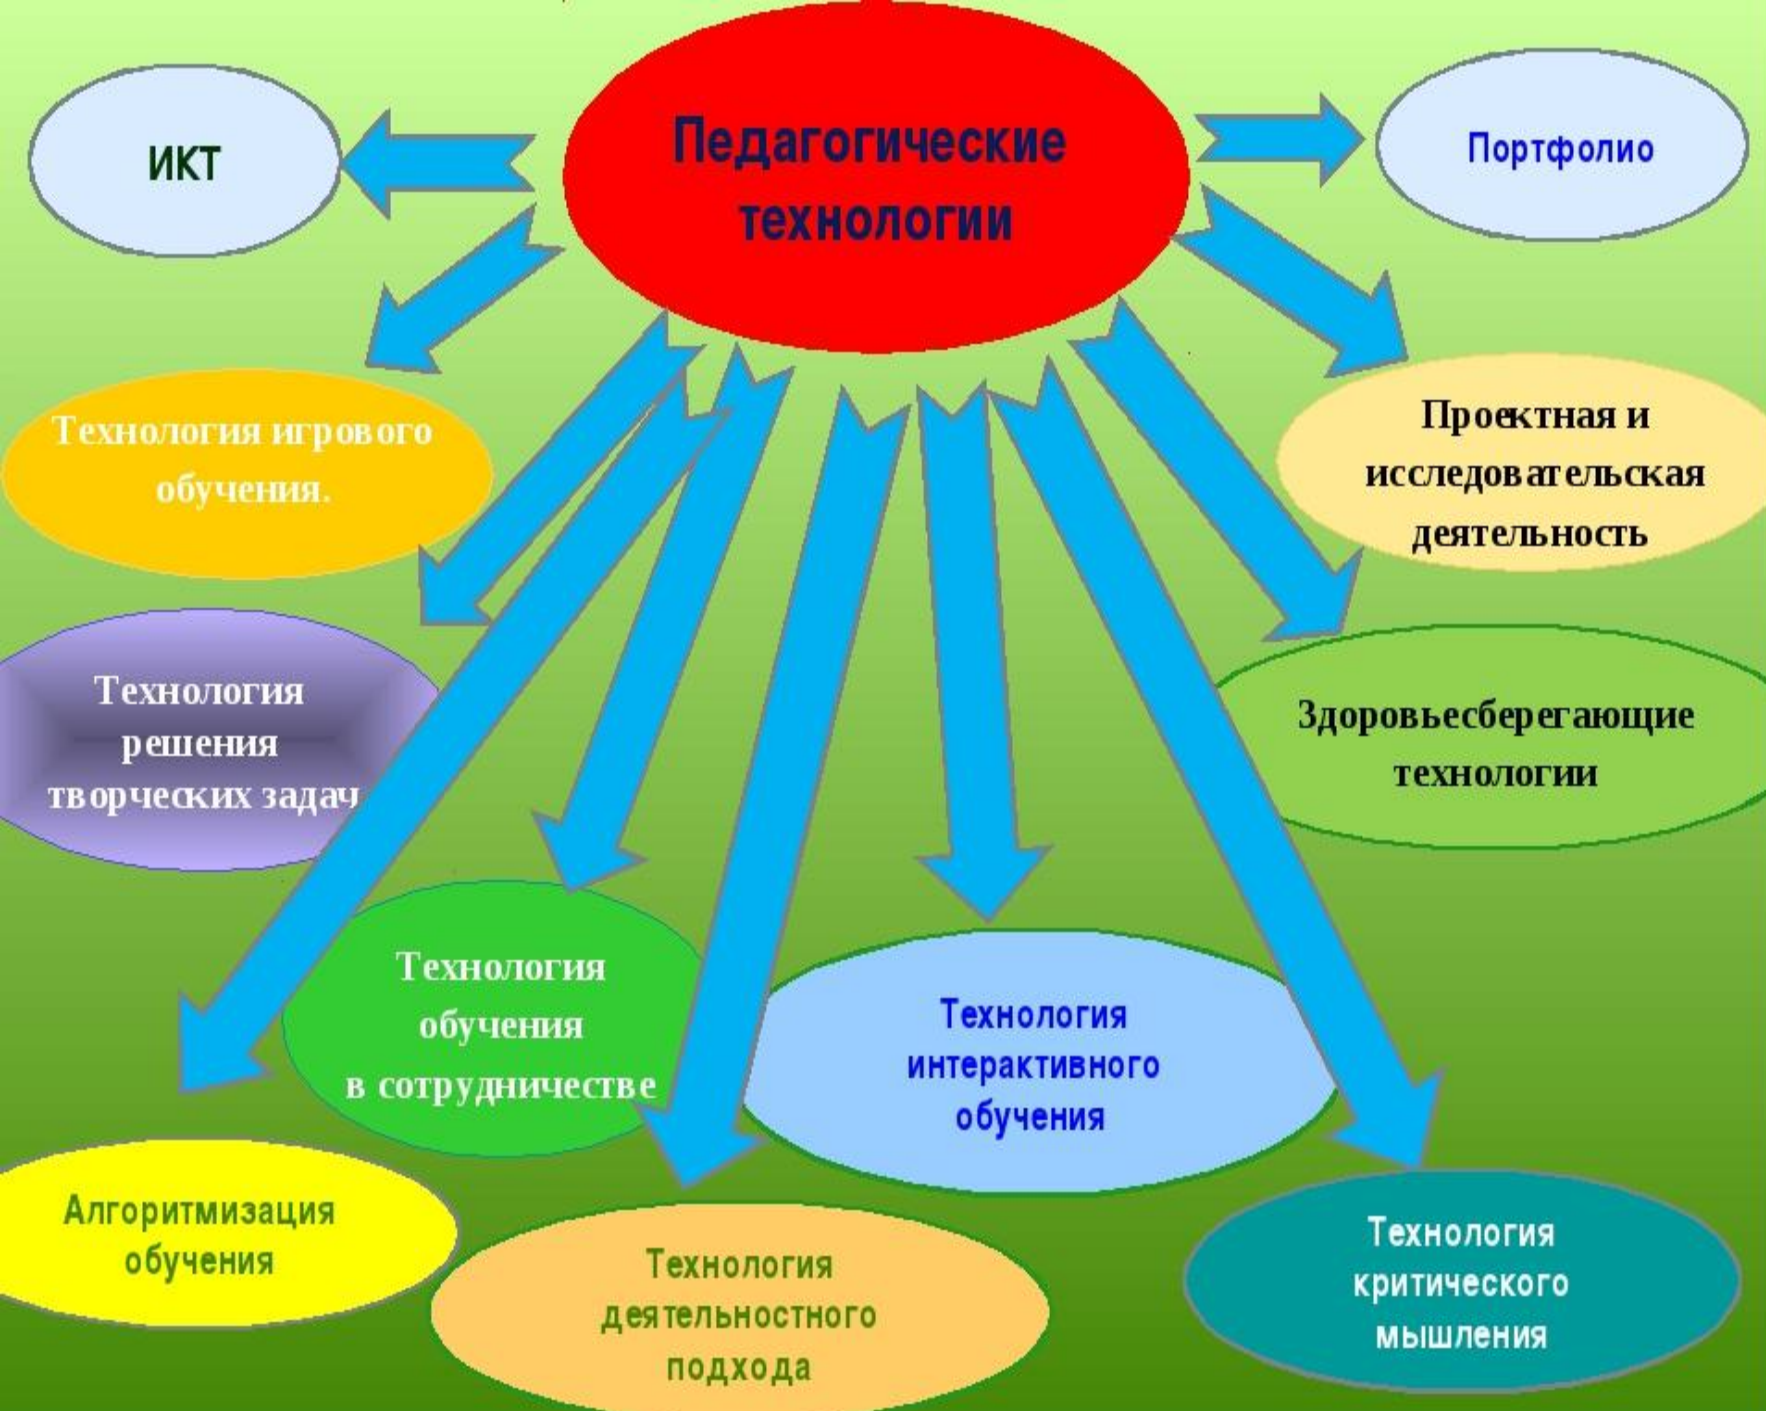 Педагогические
технологии
ИКТ
Портфолио
Технология игрового
обучения.
Проектная и
исследовательская
деятельность
Технология
решения
творческих задач
Здоровьесберегающие
технологии
Технология
обучения
в сотрудничестве
Технология
интерактивного
обучения
Алгоритмизация
обучения
Технология
деятельностного
подхода
Технология
критического
мышления